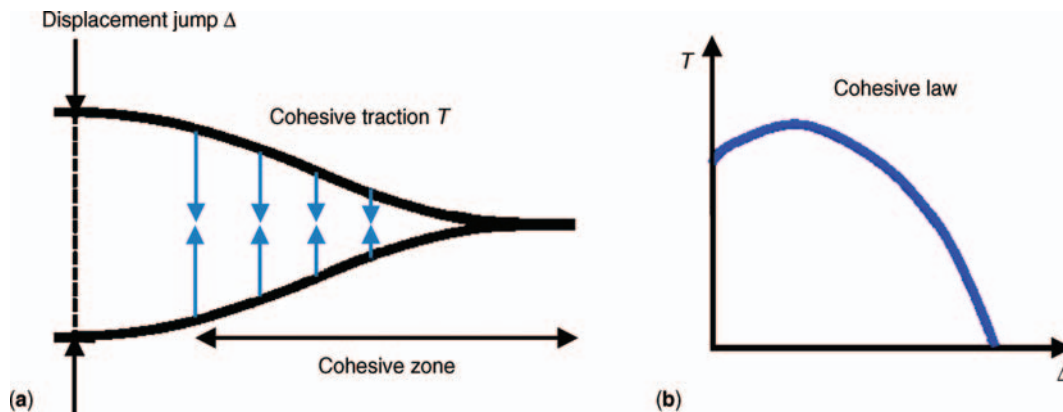 Displacement jump Δ
Cohesive traction T
Cohesive zone
(a)
T
Cohesive law
Δ
(b)